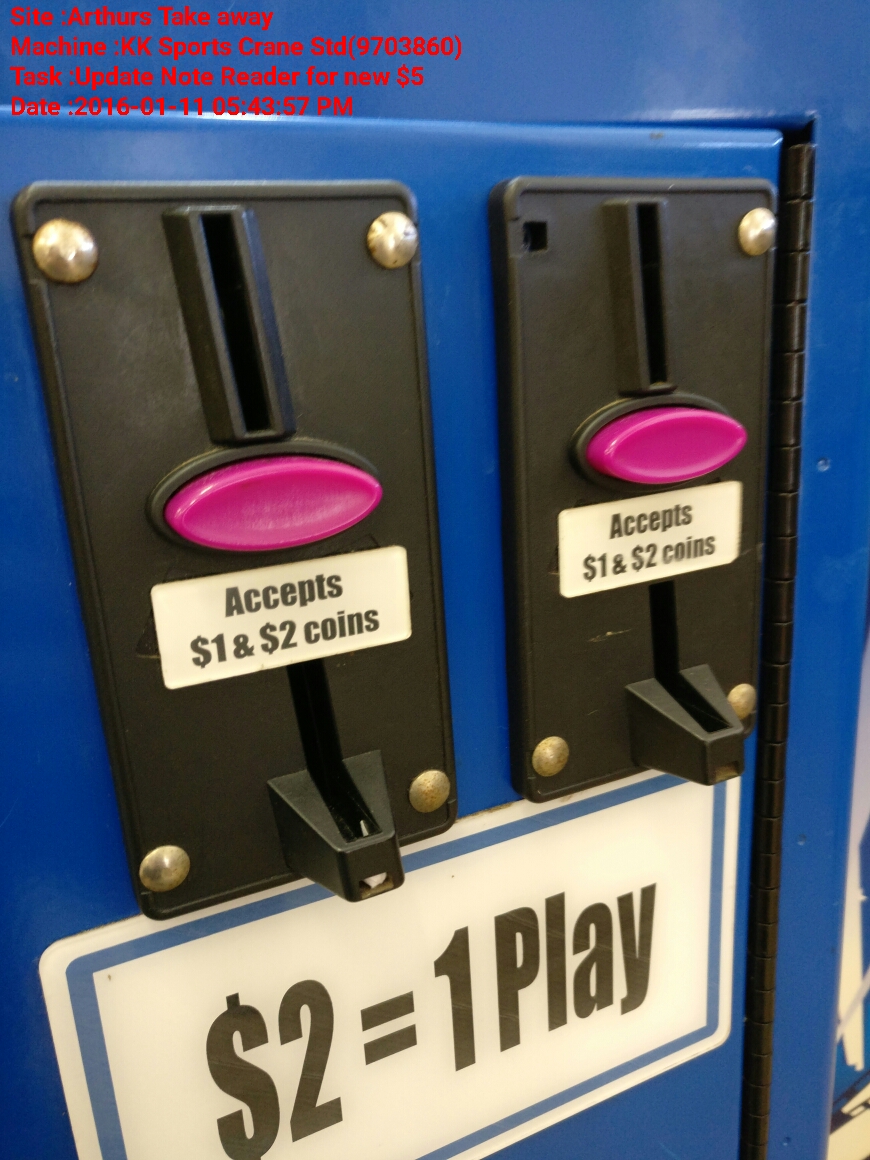 Site :Arthurs Take away
Machine :KK Sports Crane Std(9703860)
Task :Update Note Reader for new $5
Date :2016-01-11 05:43:57 PM
Accepts
$1 & $2 coins
Accepts
$1 & $2 coins
$2 = 1 Play